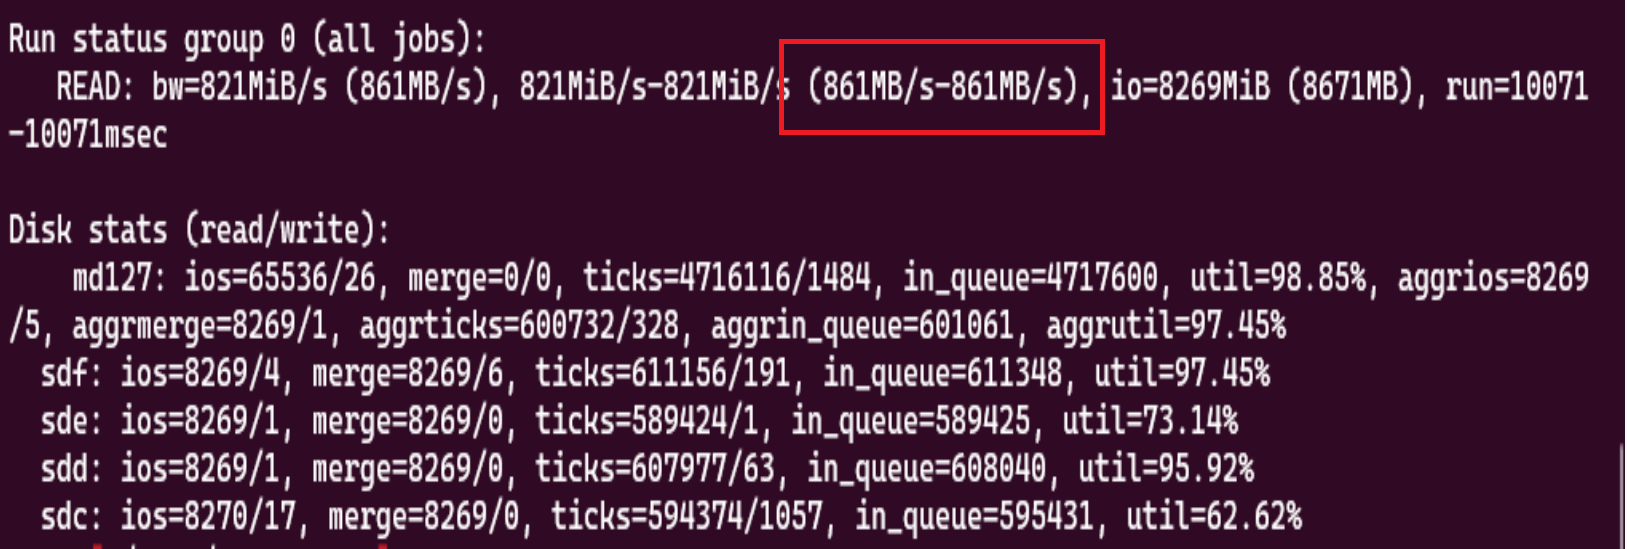 Run status group 0 (all jobs):
READ: bw=821MiB/s (861MB/s), 821MiB/s-821MiB/s (861MB/s-861MB/s), io=8269MiB (8671MB), run=10071
-10071msec
Disk stats (read/write):
md127: ios=65536/26, merge=0/0, ticks=4716116/1484, in_queue=4717600, util=98.85%, aggrios=8269
/5, aggrmerge=8269/1, aggrticks=600732/328, aggrin_queue=601061, aggrutil=97.45%
sdf: ios=8269/4, merge=8269/6, ticks=611156/191, in_queue=611348, util=97.45%
sde: ios=8269/1, merge=8269/0, ticks=589424/1, in_queue=589425, util=73.14%
sdd: ios=8269/1, merge=8269/0, ticks=607977/63, in_queue=608040, util=95.92%
sdc: ios=8270/17, merge=8269/0, ticks=594374/1057, in_queue=595431, util=62.62%